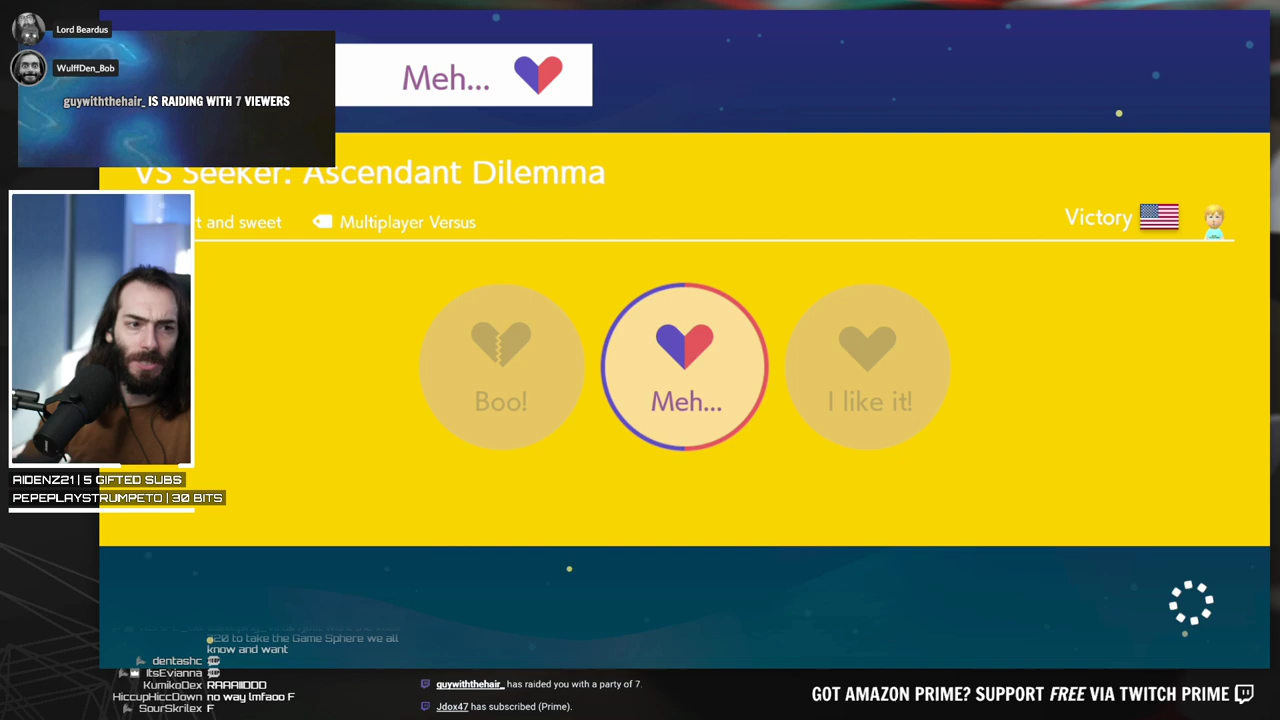 Lord Beardus
WulffDen_Bob
guywiththehair_ IS RAIDING WITH 7 VIEWERS
Meh...
VS Seeker: Ascendant Dilemma
t and sweet
Multiplayer Versus
Victory
Boo!
Meh...
I like it!
AIDENZ21 | 5 GIFTED SUBS
PEPEPLAYSTRUMPETO | 30 BITS
to take the Game Sphere we all
know and want
dentashc
ItsEvianna
KumikoDex RAAAIIDDD
HiccupHiccDown no way lmfaoo F
SourSkrilex F
guywiththehair_ has raided you with a party of 7.
Jdox47 has subscribed (Prime).
GOT AMAZON PRIME? SUPPORT FREE VIA TWITCH PRIME